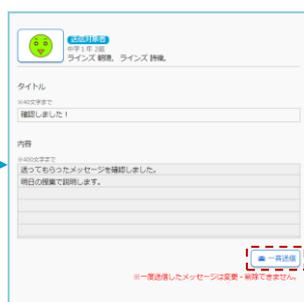 送信対象者
中学1年 2組
ラインズ 朝陽, ラインズ 詩織,
タイトル
※40文字まで
確認しました！
内容
※400文字まで
送ってもらったメッセージを確認しました。
明日の授業で説明します。
一斉送信
※一度送信したメッセージは変更・削除できません。